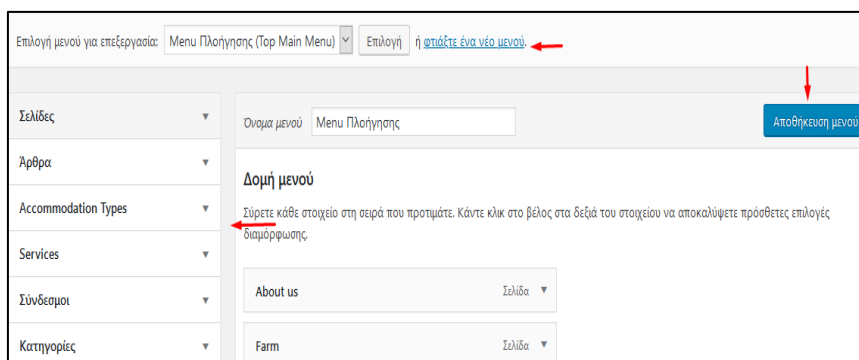 Επιλογή μενού για επεξεργασία: Menu Πλοήγησης (Top Main Menu) Επιλογή ή φτιάξτε ένα νέο μενού.
Σελίδες
Όνομα μενού Menu Πλοήγησης Αποθήκευση μενού
Άρθρα
Δομή μενού
Accommodation Types
Σύρετε κάθε στοιχείο στη σειρά που προτιμάτε. Κάντε κλικ στο βέλος στα δεξιά του στοιχείου να αποκαλύψετε πρόσθετες επιλογές
διαμόρφωσης.
Services
Σύνδεσμοι
About us Σελίδα
Κατηγορίες
Farm Σελίδα